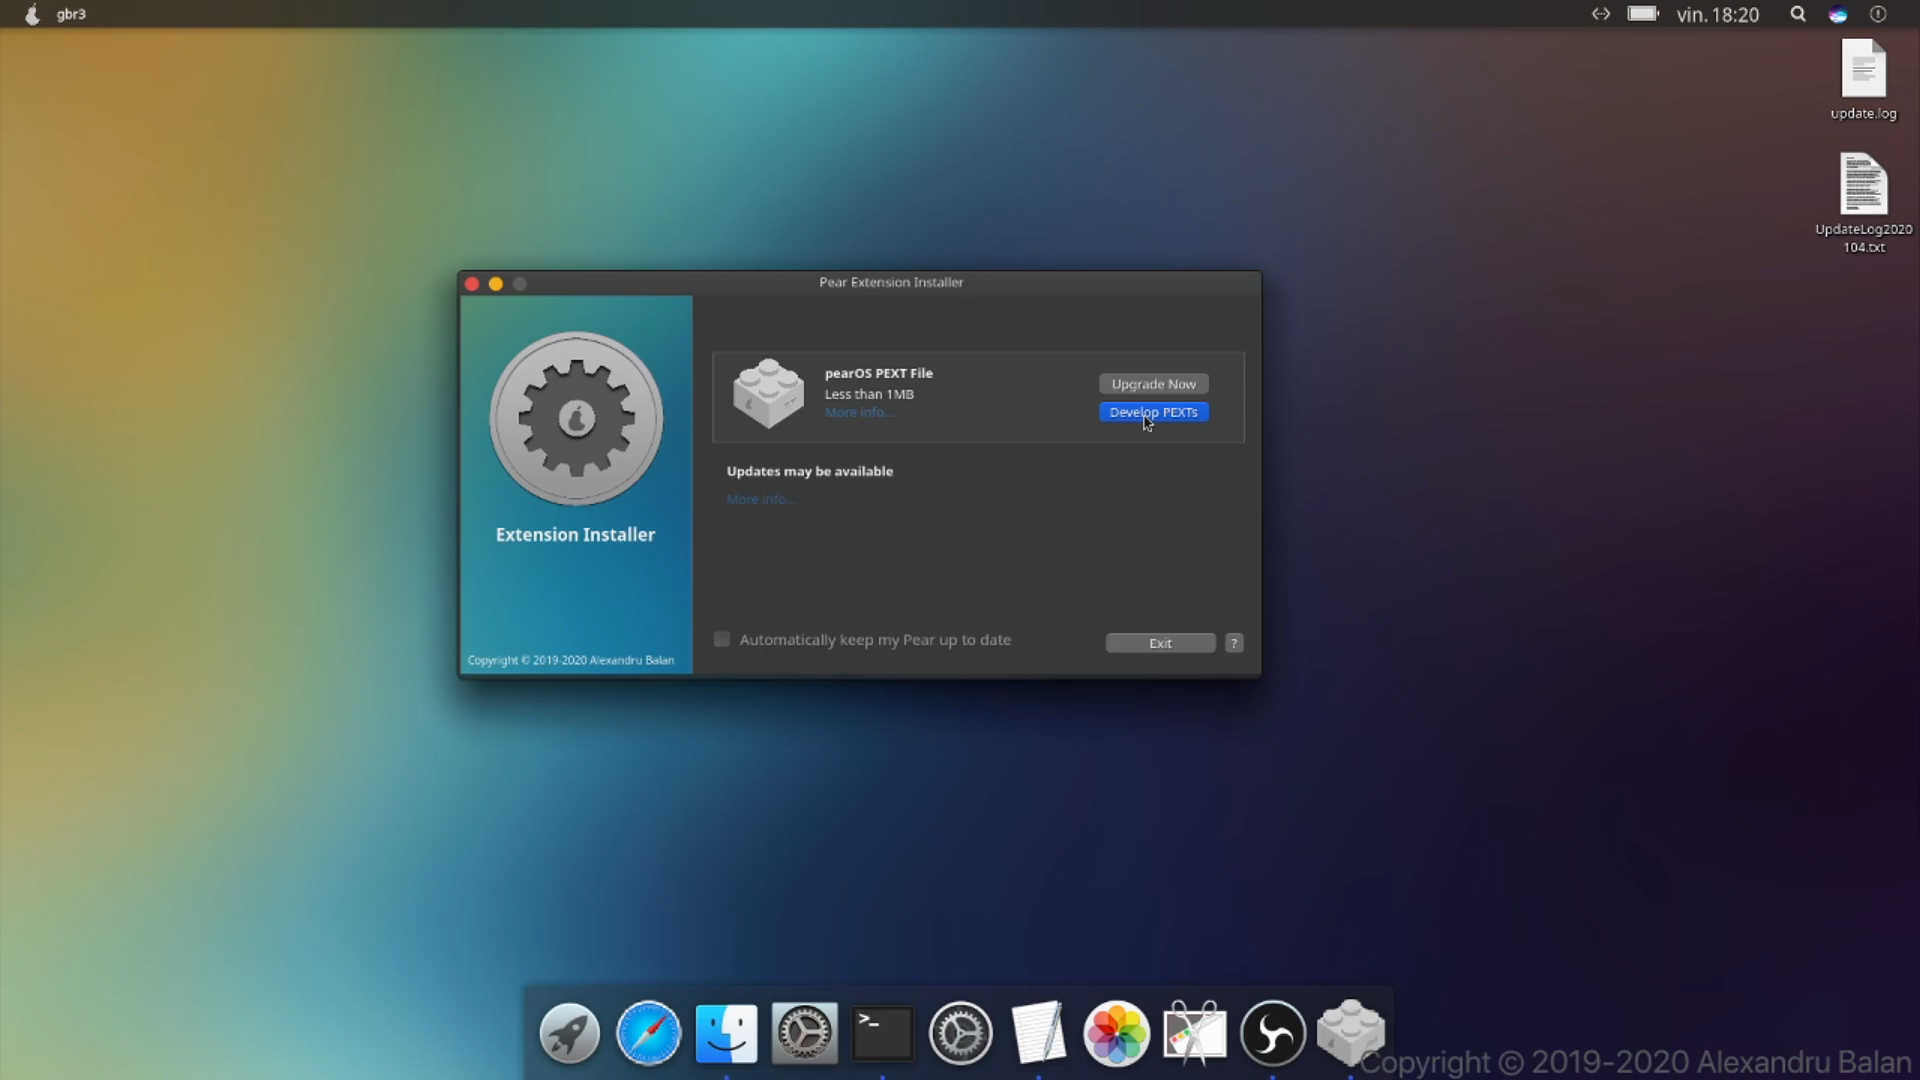 gbr3
vin. 18:20
update.log
UpdateLog2020
104.txt
Pear Extension Installer
pearOS PEXT File
Less than 1MB
More info...
Upgrade Now
Develop PEXTs
Updates may be available
More info...
Extension Installer
Automatically keep my Pear up to date
Exit
?
Copyright © 2019-2020 Alexandru Balan
>_
Copyright © 2019-2020 Alexandru Balan